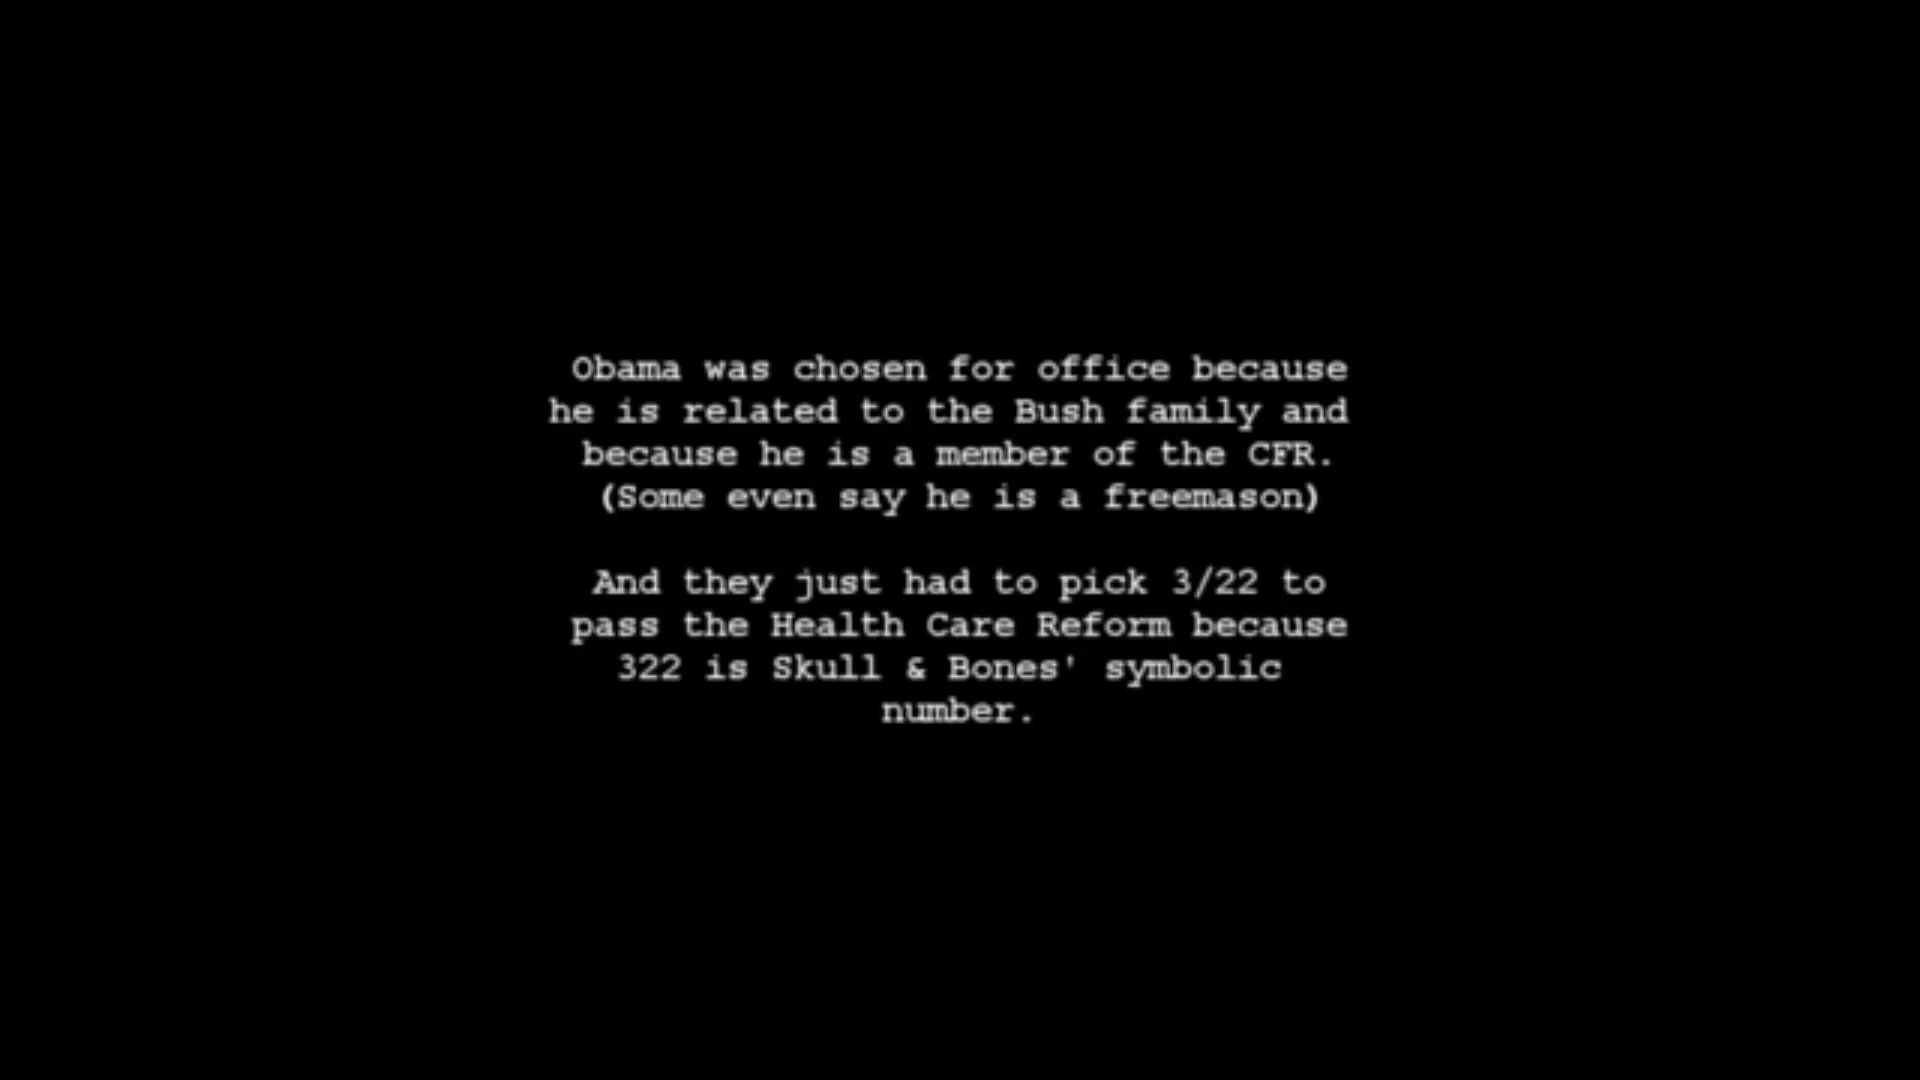 Obama was chosen for office because
he is related to the Bush family and
because he is a member of the CFR.
(Some even say he is a freemason)
And they just had to pick 3/22 to
pass the Health Care Reform because
322 is Skull & Bones' symbolic
number.